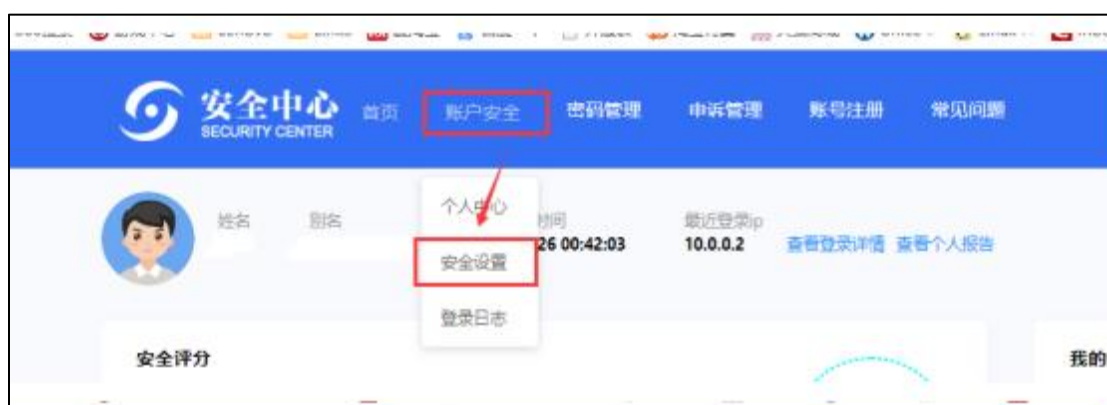 安全中心
SECURITY CENTER
首页 账户安全 密码管理 申诉管理 账号注册 常见问题
个人中心
姓名 别名 时间 最近登录ip
26 00:42:03 10.0.0.2 查看登录详情 查看个人报告
安全设置
登录日志
安全评分 我的